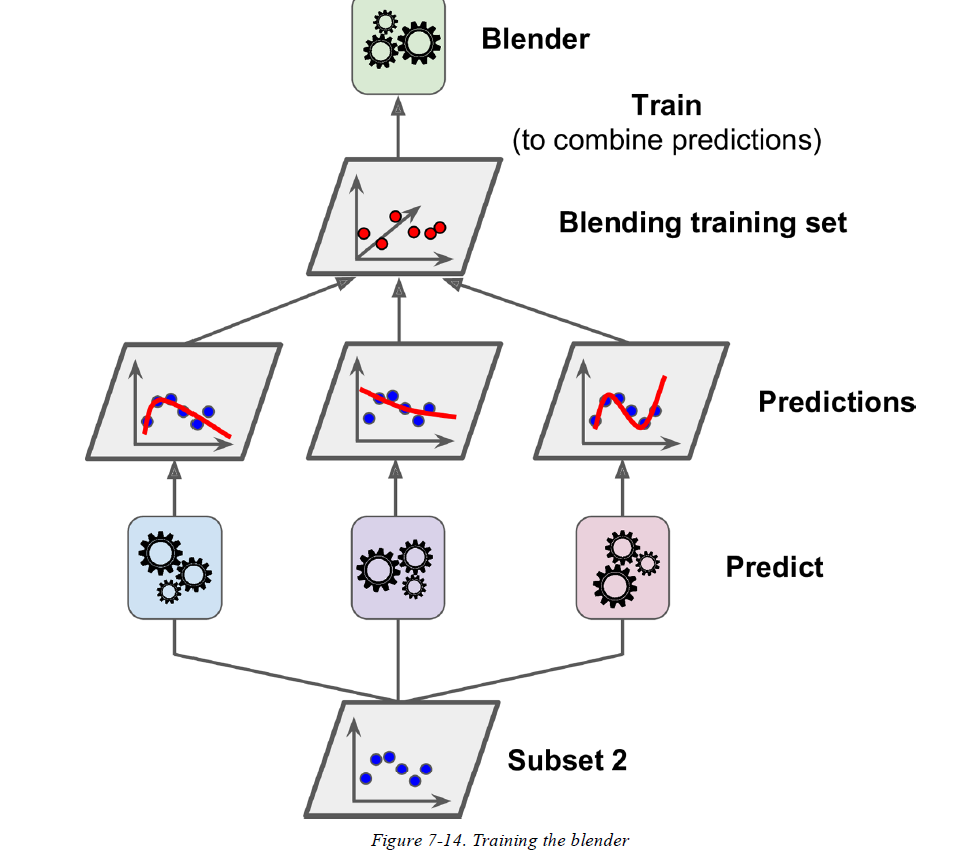 Blender
Train
(to combine predictions)
Blending training set
Predictions
Predict
Subset 2
Figure 7-14. Training the blender